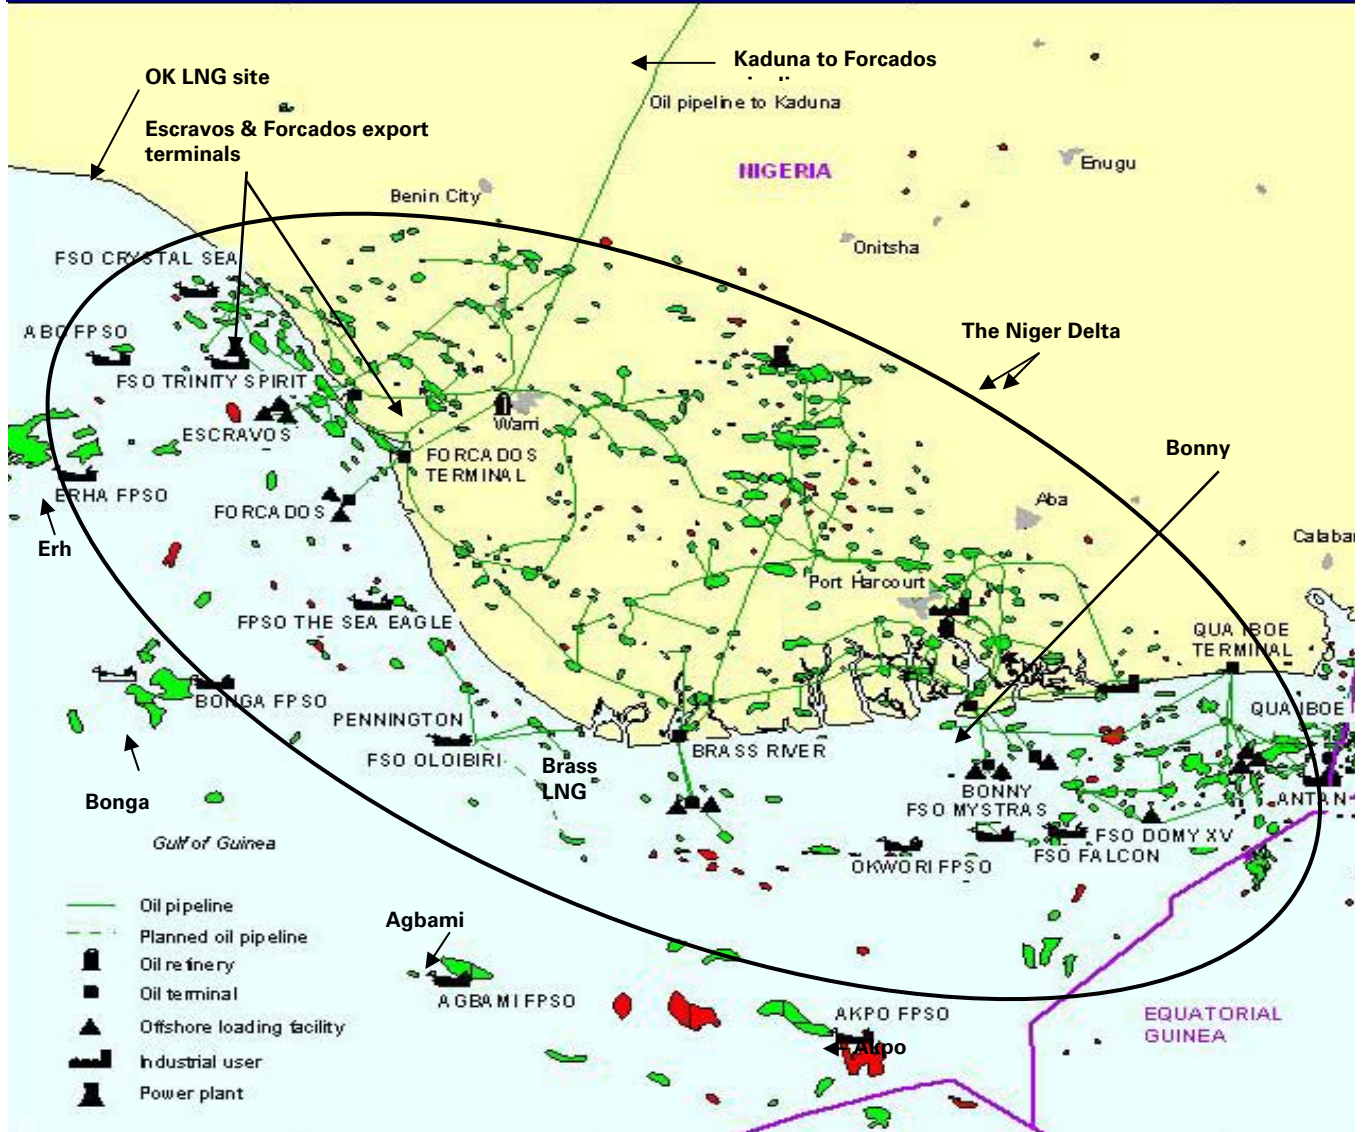 Kaduna to Forcados
OK LNG site
Oil pipeline to Kaduna
Escravos & Forcados export
terminals
NIGERIA
Enugu
Benin City
Onitsha
FSO CRYSTAL SEA
ABO FPSO
The Niger Delta
FSO TRINITY SPIRIT
Warri
ESCRAVOS
Bonny
FORCADOS
TERMINAL
ERHA FPSO
Aba
FORCADOS
Erh
Calabar
Port Harcourt
FPSO THE SEA EAGLE
QUA IBOE
TERMINAL
BONGA FPSO
PENNINGTON
QUA IBOE
FSO OLOIBIRI
BRASS RIVER
Brass
LNG
Bonga
BONNY
FSO MYSTRAS
ANTAN
Gulf of Guinea
FSO DOMY XV
FSO FALCON
OKWORI FPSO
Oil pipeline
Planned oil pipeline
Oil refinery
Oil terminal
Offshore loading facility
Industrial user
Power plant
Agbami
AGBAMI FPSO
AKPO FPSO
Akpo
EQUATORIAL
GUINEA